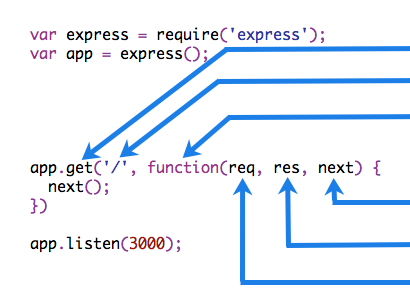 var express = require('express');
var app = express();
app.get('/', function(req, res, next) {
next();
})
app.listen(3000);